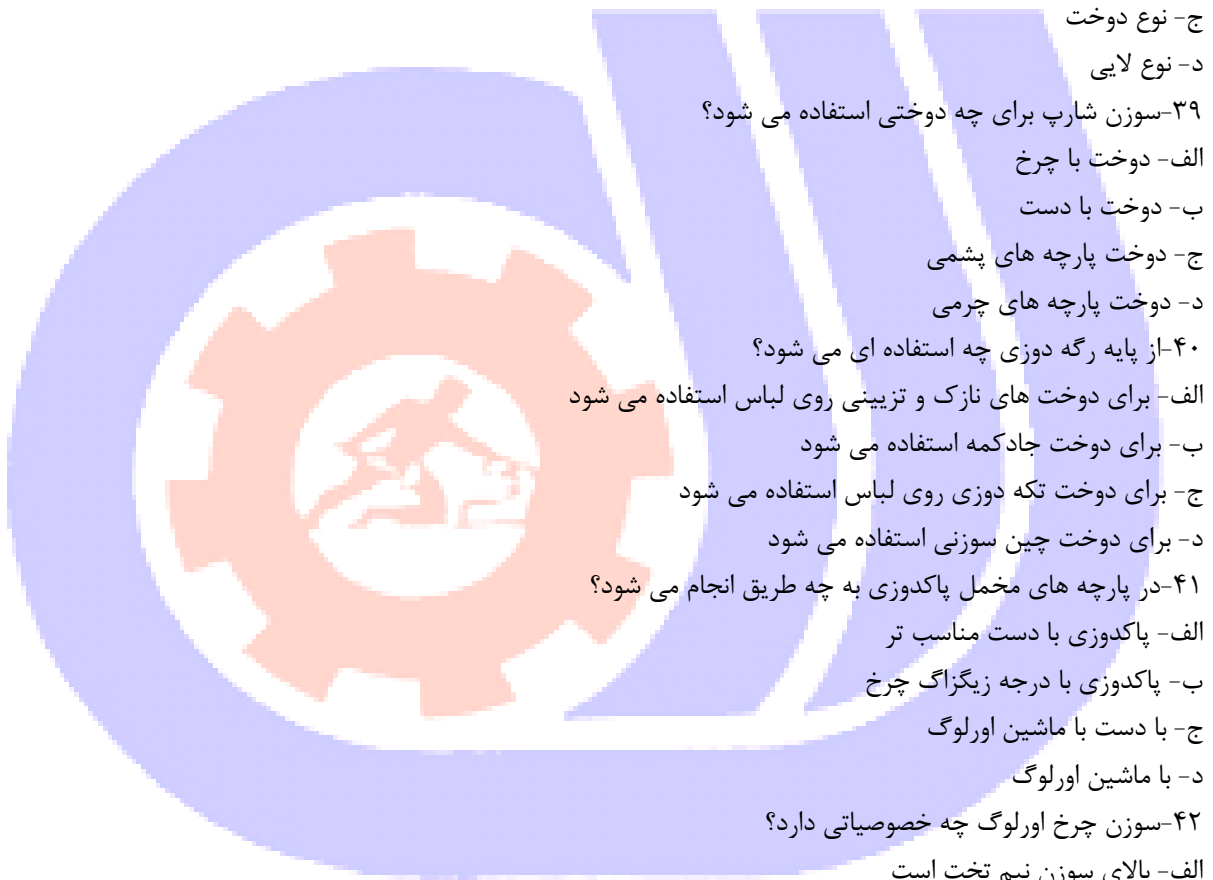 ج- نوع دوخت
د- نوع لایی
۳۹-سوزن شارپ برای چه دوختی استفاده می شود؟
الف- دوخت با چرخ
ب- دوخت با دست
ج- دوخت پارچه های پشمی
د- دوخت پارچه های چرمی
۴۰-از پایه رگه دوزی چه استفاده ای می شود؟
الف- برای دوخت های نازک و تزیینی روی لباس استفاده می شود
ب- برای دوخت جادکمه استفاده می شود
ج- برای دوخت تکه دوزی روی لباس استفاده می شود
د- برای دوخت چین سوزنی استفاده می شود
۴۱-در پارچه های مخمل پاکدوزی به چه طریق انجام می شود؟
الف- پاکدوزی با دست مناسب تر
ب- پاکدوزی با درجه زیگزاگ چرخ
ج- با دست با ماشین اورلوگ
د- با ماشین اورلوگ
۴۲-سوزن چرخ اورلوگ چه خصوصیاتی دارد؟
الف- بالای سوزن نیم تخت است